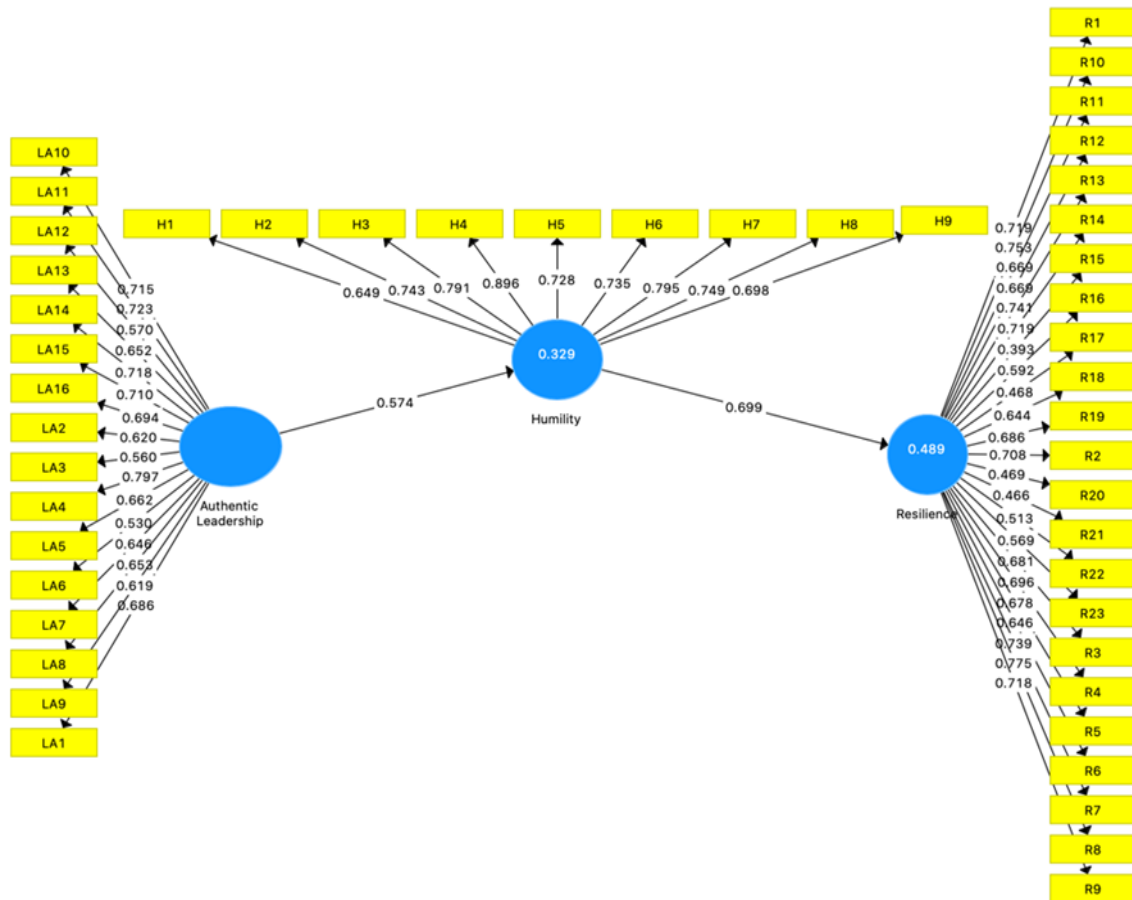 R1
R10
R11
R12
R13
R14
R15
R16
R17
R18
R19
R2
R20
R21
R22
R23
R3
R4
R5
R6
R7
R8
R9
LA10
LA11
LA12
LA13
LA14
LA15
LA16
LA2
LA3
LA4
LA5
LA6
LA7
LA8
LA9
LA1
H1 H2 H3 H4 H5 H6 H7 H8 H9
0.649 0.743 0.791 0.896 0.728 0.735 0.795 0.749 0.698
0.715
0.723
0.570
0.652
0.718
0.710
0.694
0.620
0.560
0.797
0.662
0.530
0.646
0.653
0.619
0.686
Authentic
Leadership
0.574
0.329
Humility
0.699
0.489
Resilience
0.719
0.753
0.669
0.669
0.741
0.719
0.393
0.592
0.468
0.644
0.686
0.708
0.469
0.466
0.513
0.569
0.681
0.696
0.678
0.646
0.739
0.775
0.718